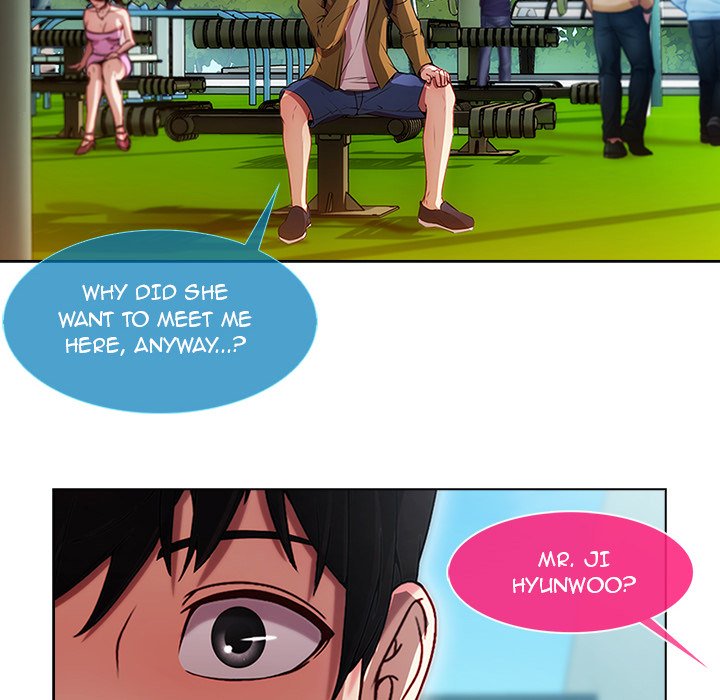 WHY DID SHE
WANT TO MEET ME
HERE, ANYWAY...?
MR. JI
HYUNWOO?